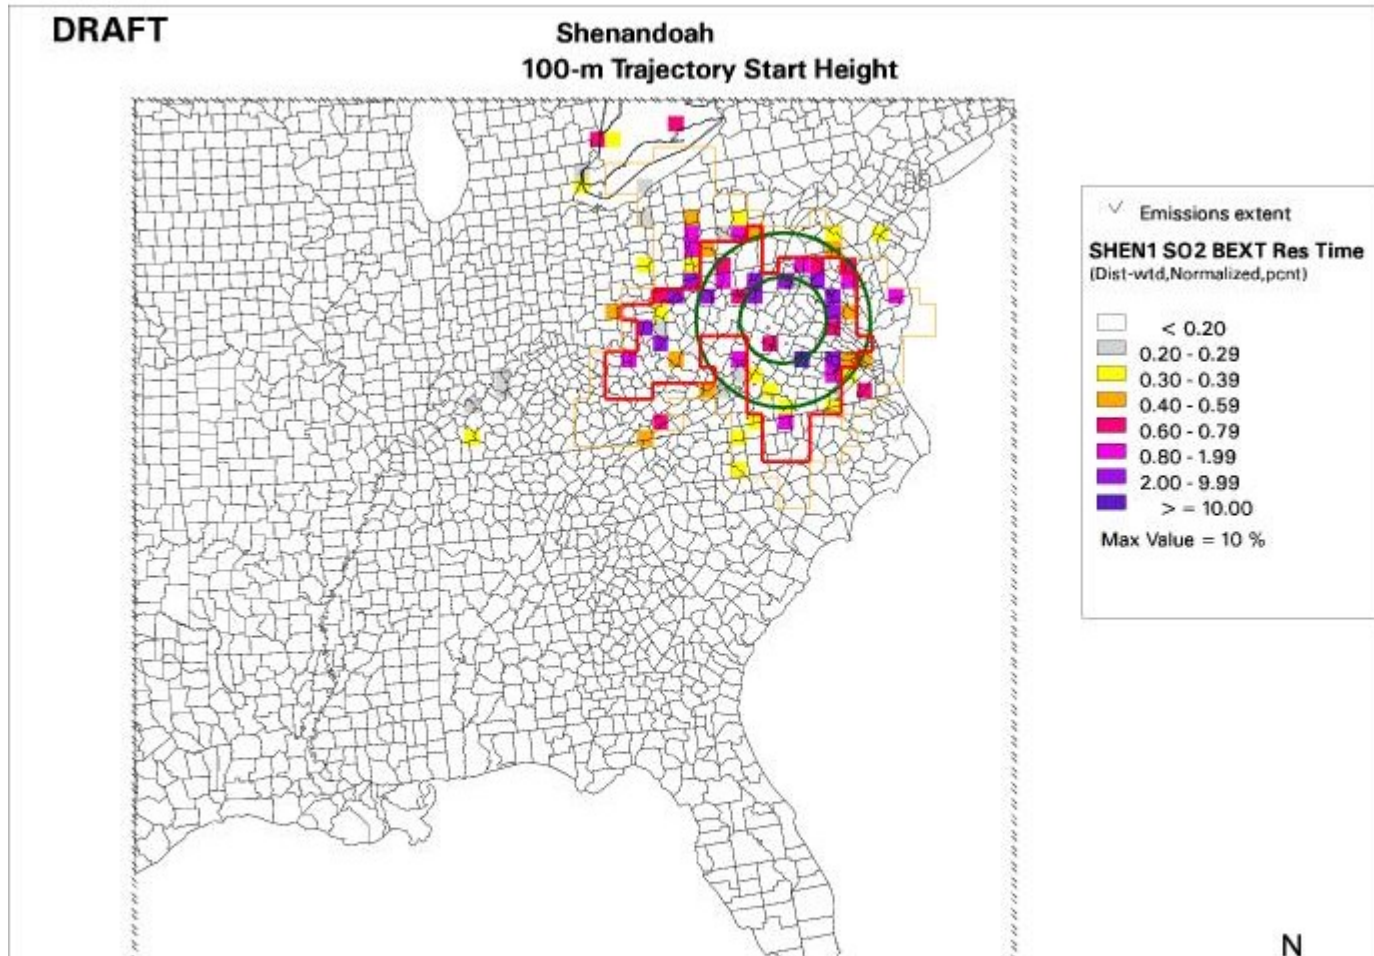 DRAFT
Shenandoah
100-m Trajectory Start Height
Emissions extent
SHEN1 SO2 BEXT Res Time
(Dist-wtd,Normalized,pcnt)
< 0.20
0.20 - 0.29
0.30 - 0.39
0.40 - 0.59
0.60 - 0.79
0.80 - 1.99
2.00 - 9.99
> = 10.00
Max Value = 10 %
N